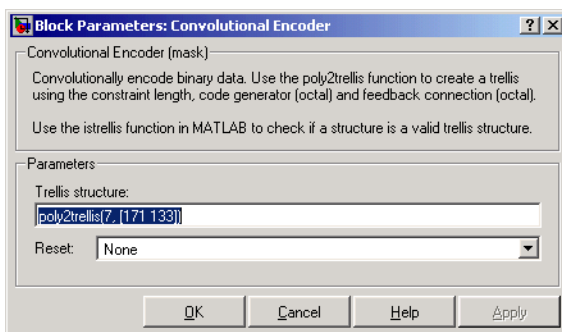 Block Parameters: Convolutional Encoder
Convolutional Encoder (mask)
Convolutionally encode binary data. Use the poly2trellis function to create a trellis
using the constraint length, code generator (octal) and feedback connection (octal).
Use the istrellis function in MATLAB to check if a structure is a valid trellis structure.
Parameters
Trellis structure:
poly2trellis(7, [171 133])
Reset: None
OK Cancel Help Apply